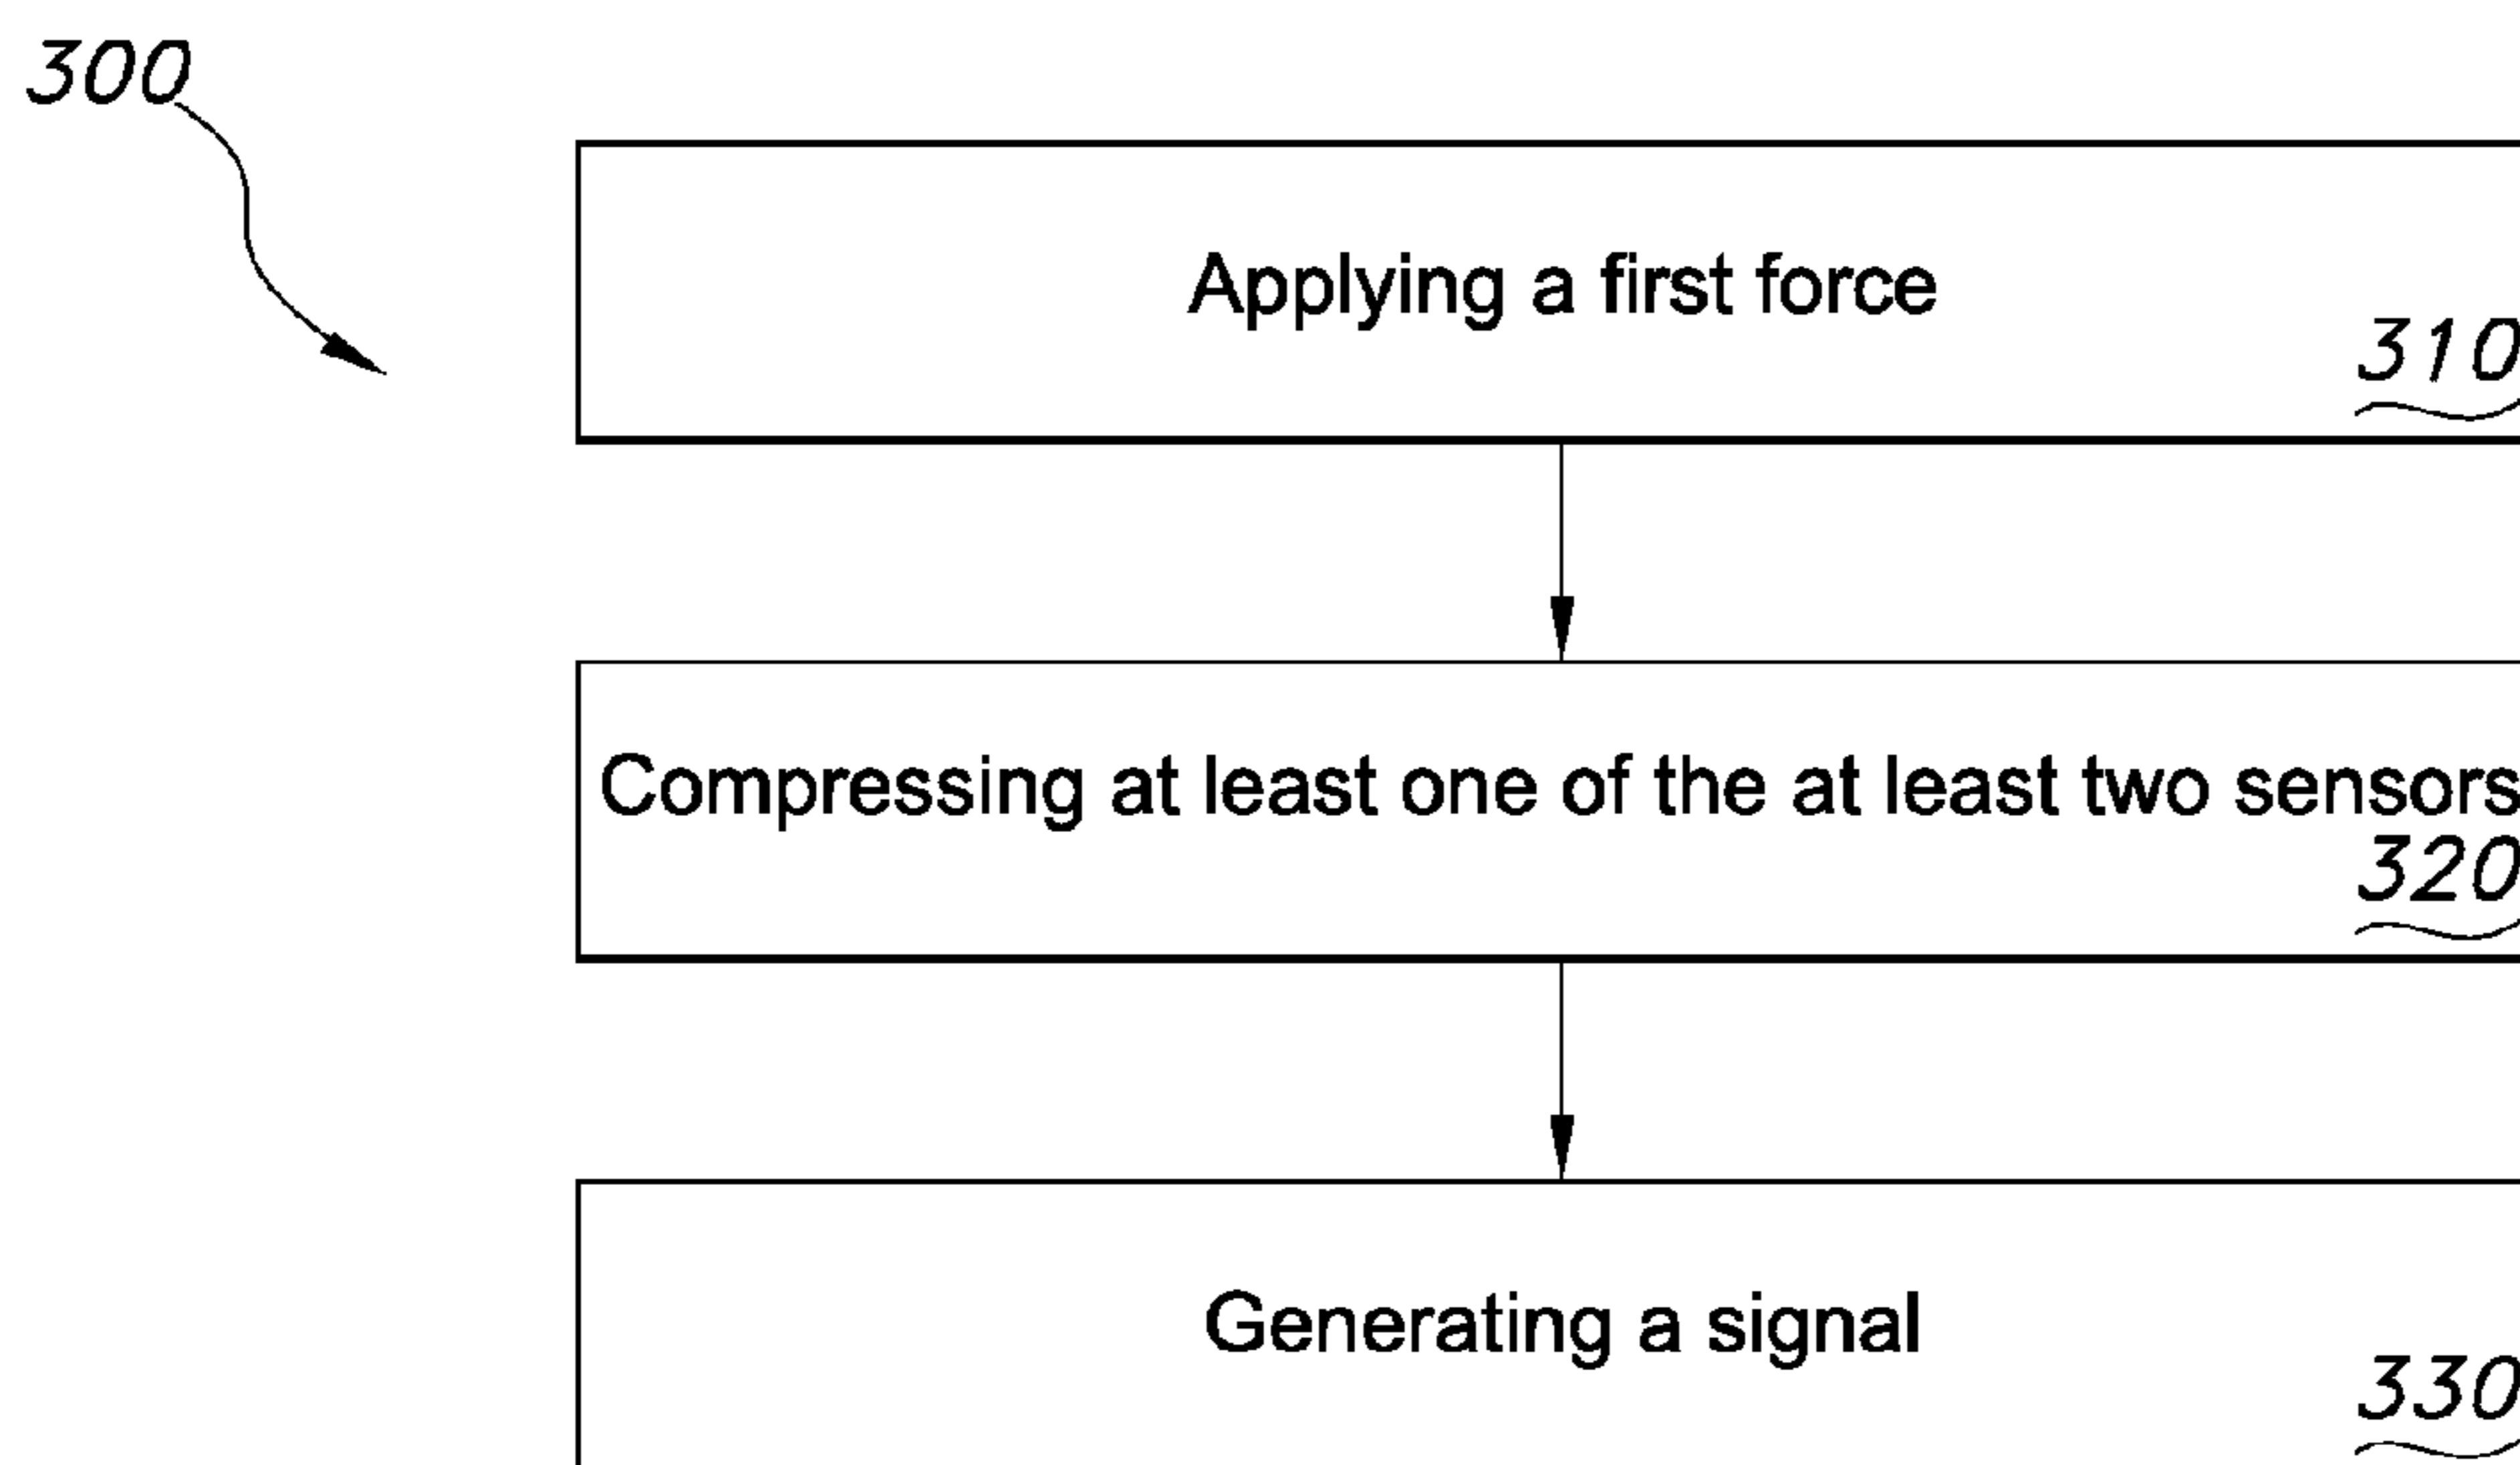 300
Applying a first force
310
Compressing at least one of the at least two sensors
320
Generating a signal
330